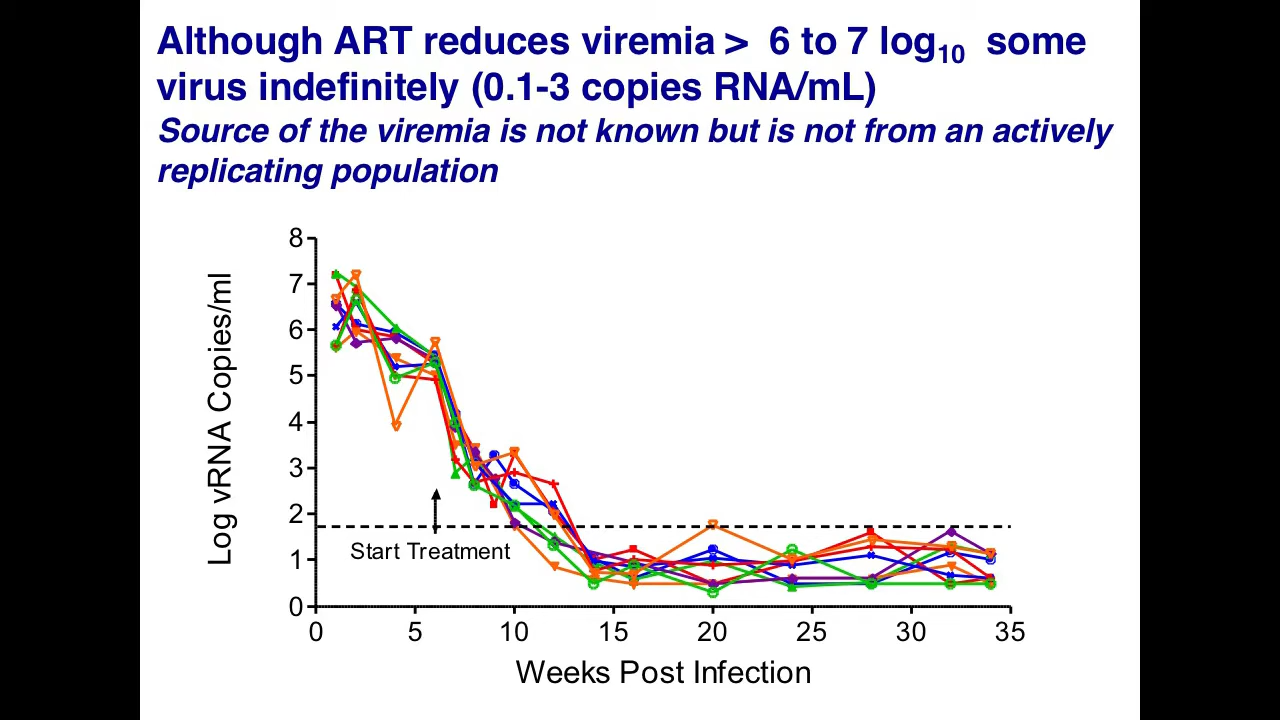 Although ART reduces viremia > 6 to 7 log10 some
virus indefinitely (0.1-3 copies RNA/mL)
Source of the viremia is not known but is not from an actively
replicating population
8
7
6
5
4
3
2
1
0
Log vRNA Copies/ml
Start Treatment
0 5 10 15 20 25 30 35
Weeks Post Infection